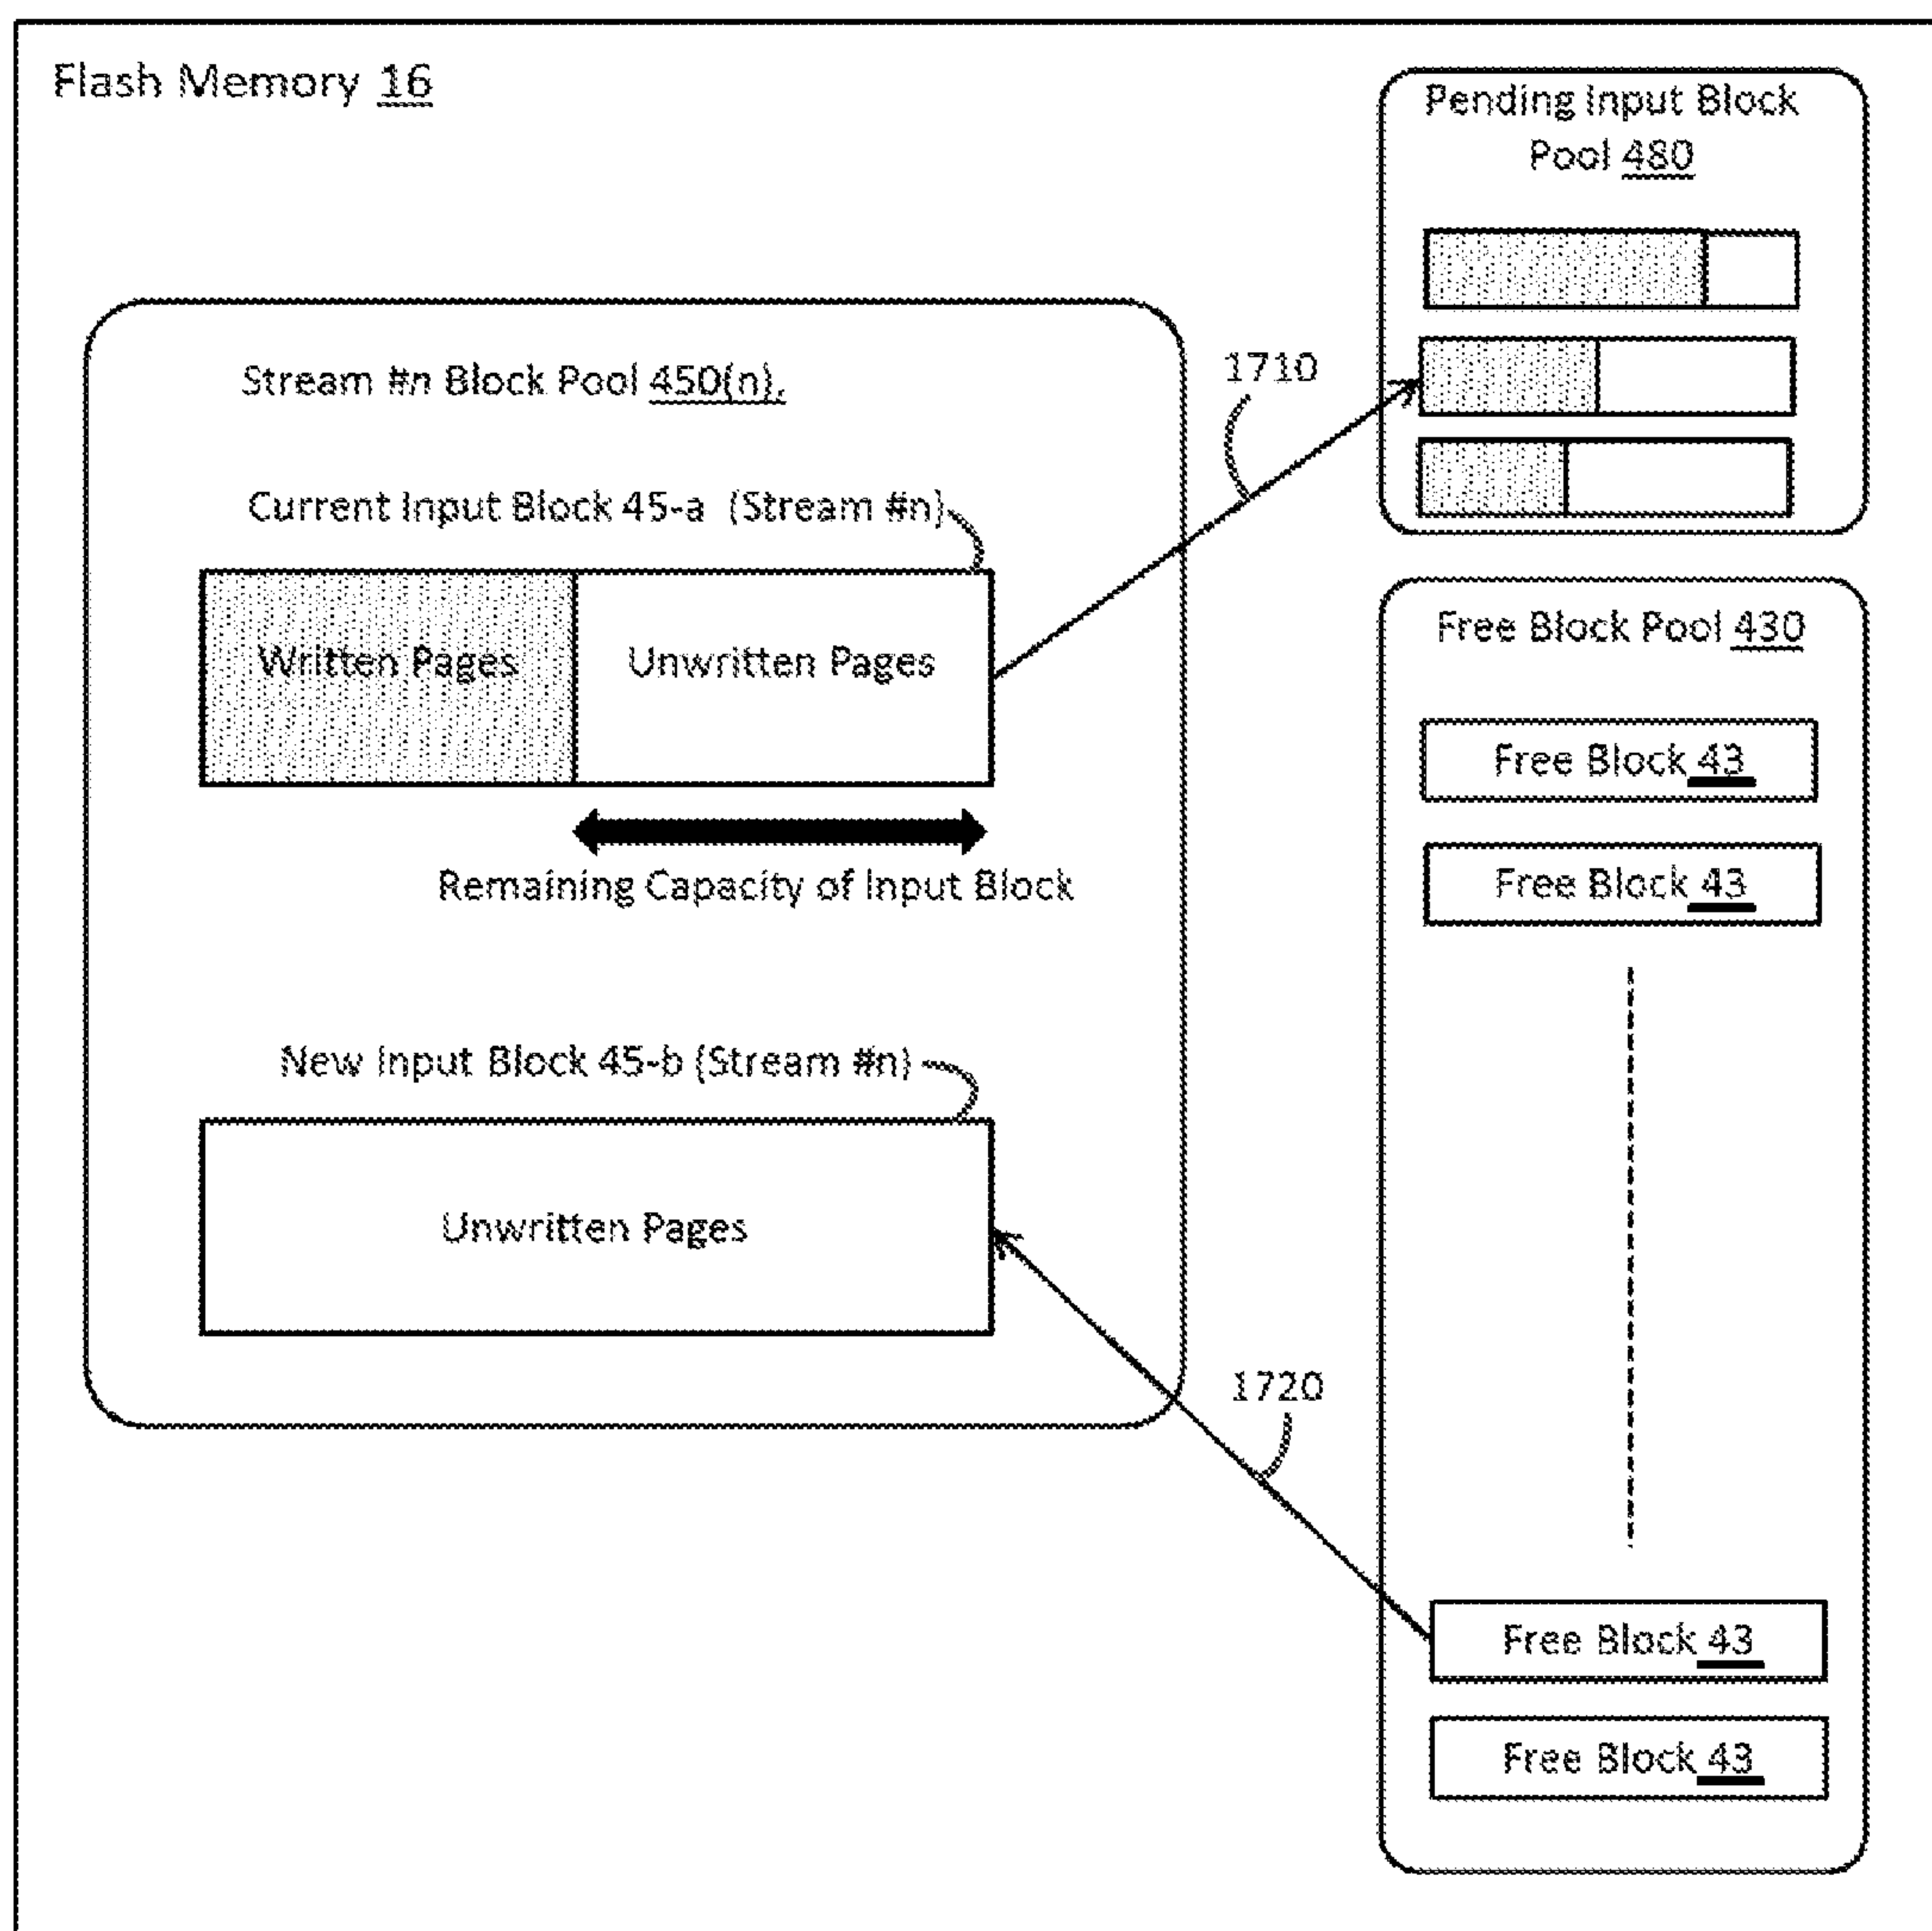 Flash Memory 16
Pending Input Block
Pool 480
Stream #n Block Pool 450(n).
1710
Current Input Block 45-a (Stream #n)
Written Pages
Unwritten Pages
Remaining Capacity of Input Block
Free Block Pool 430
Free Block 43
Free Block 43
New Input Block 45-b (Stream #n)
Unwritten Pages
1720
Free Block 43
Free Block 43